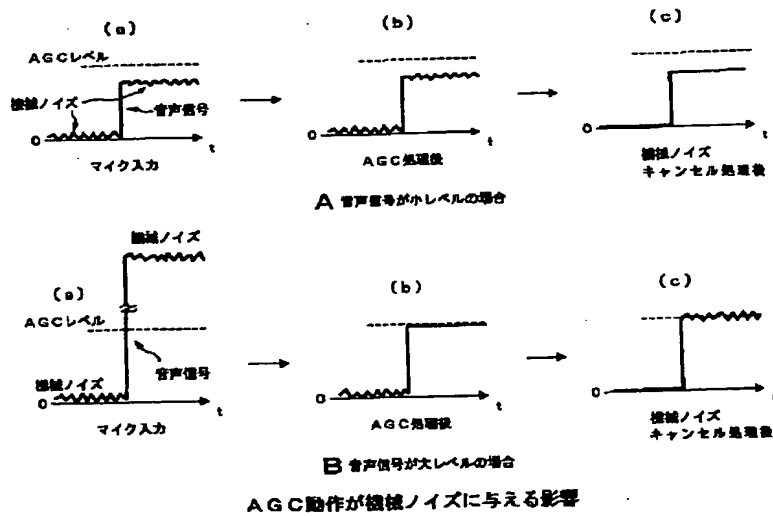 (a)
(b)
(c)
AGCレベル
機械ノイズ
音声信号
0
t
マイク入力
0
t
AGC処理後
0
t
機械ノイズ
キャンセル処理後
A 音声信号が小レベルの場合
機械ノイズ
(a)
(b)
(c)
AGCレベル
音声信号
機械ノイズ
0
t
マイク入力
0
t
AGC処理後
0
機械ノイズ
キャンセル処理後
B 音声信号が大レベルの場合
AGC動作が機械ノイズに与える影響